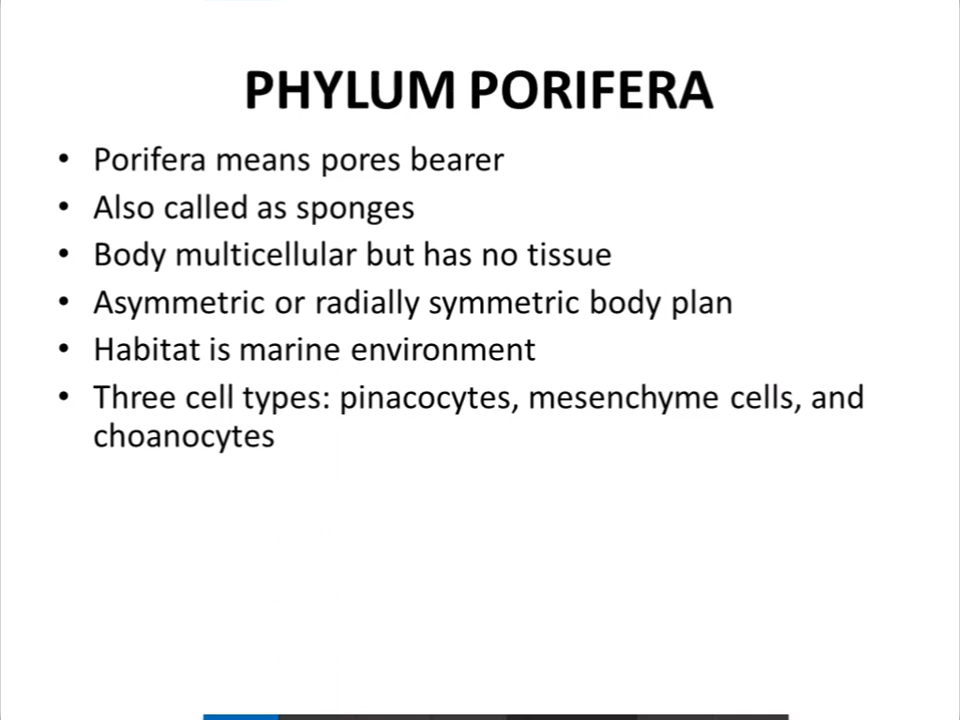 PHYLUM PORIFERA
• Porifera means pores bearer
• Also called as sponges
• Body multicellular but has no tissue
• Asymmetric or radially symmetric body plan
• Habitat is marine environment
• Three cell types: pinacocytes, mesenchyme cells, and
choanocytes